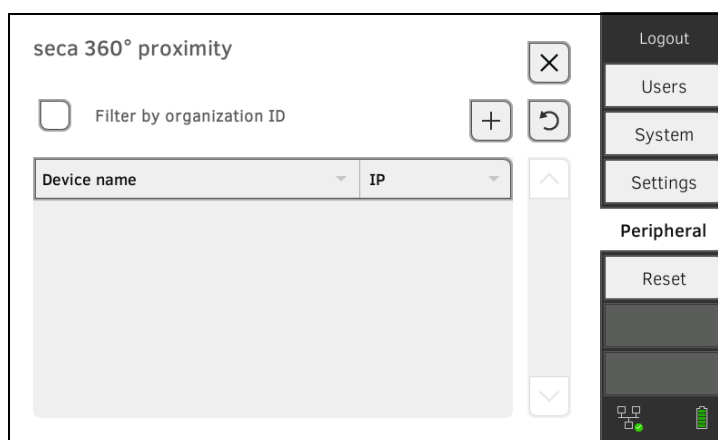 seca 360° proximity
Filter by organization ID
Device name
IP
Logout
Users
System
Settings
Peripheral
Reset